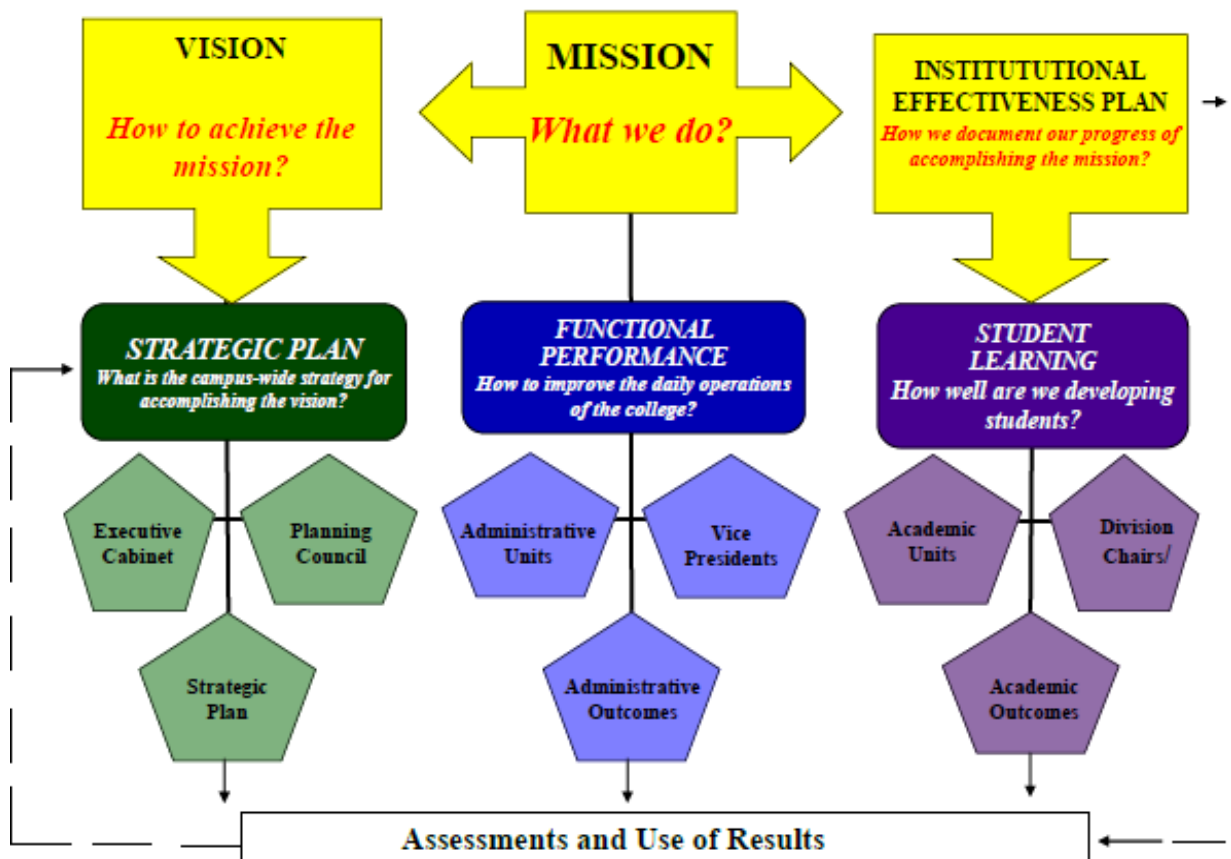 VISION
How to achieve the
mission?
MISSION
What we do?
INSTITUTUTIONAL
EFFECTIVENESS PLAN
How we document our progress of
accomplishing the mission?
STRATEGIC PLAN
What is the campus-wide strategy for
accomplishing the vision?
FUNCTIONAL
PERFORMANCE
How to improve the daily operations
of the college?
STUDENT
LEARNING
How well are we developing
students?
Executive
Cabinet
Planning
Council
Administrative
Units
Vice
Presidents
Academic
Units
Division
Chairs/
Strategic
Plan
Administrative
Outcomes
Academic
Outcomes
Assessments and Use of Results